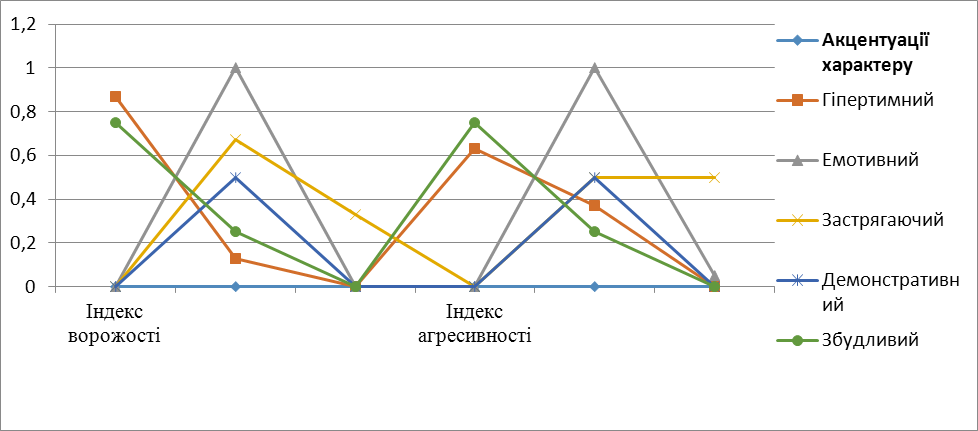 1,2
1
0,8
0,6
0,4
0,2
0
Індекс
ворожості
Індекс
агресивності
Акцентуації
характеру
Гіпертимний
Емотивний
Застрягаючий
Демонстративн
ий
Збудливий